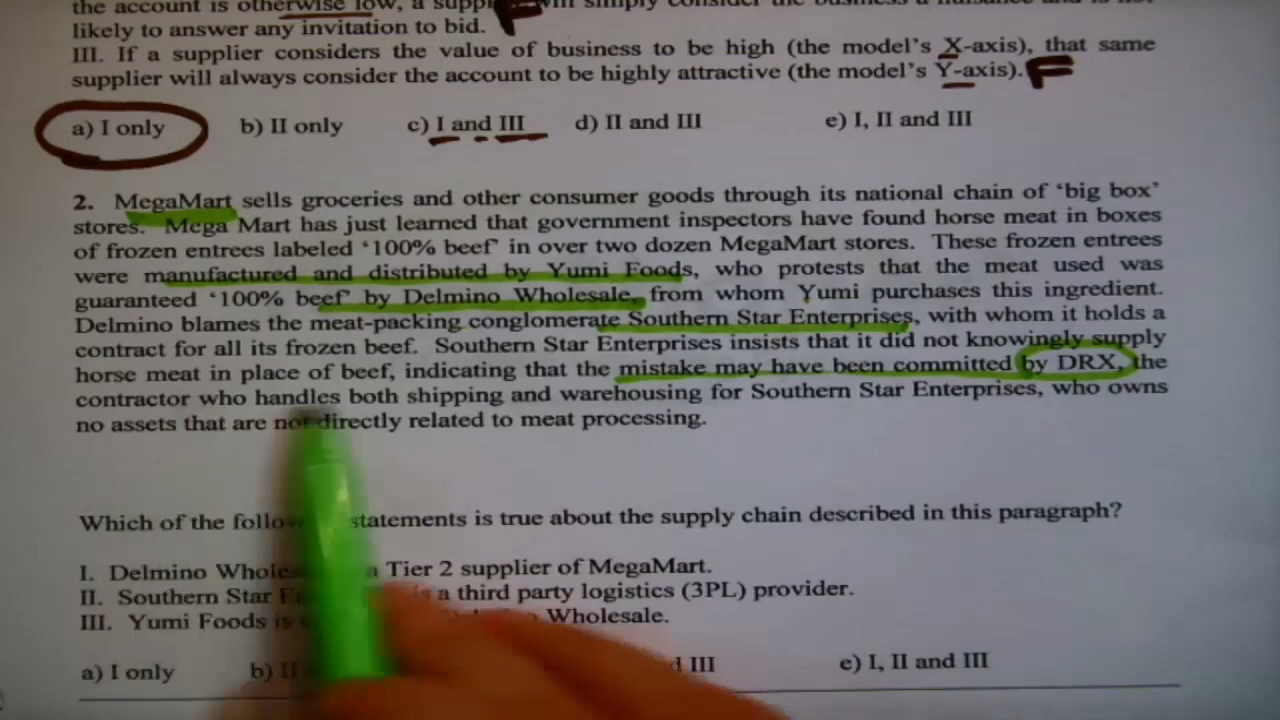 the account is otherwise low, a simply consider the business a nuisance and is not
likely to answer any invitation to bid. F
III. If a supplier considers the value of business to be high (the model's X-axis), that same
supplier will always consider the account to be highly attractive (the model's Y-axis). F
a) I only b) II only c) I and III d) II and III e) I, II and III
2. MegaMart sells groceries and other consumer goods through its national chain of 'big box'
stores. Mega Mart has just learned that government inspectors have found horse meat in boxes
of frozen entrees labeled '100% beef' in over two dozen MegaMart stores. These frozen entrees
were manufactured and distributed by Yumi Foods, who protests that the meat used was
guaranteed '100% beef' by Delmino Wholesale, from whom Yumi purchases this ingredient.
Delmino blames the meat-packing conglomerate Southern Star Enterprises, with whom it holds a
contract for all its frozen beef. Southern Star Enterprises insists that it did not knowingly supply
horse meat in place of beef, indicating that the mistake may have been committed by DRX, the
contractor who handles both shipping and warehousing for Southern Star Enterprises, who owns
no assets that are not directly related to meat processing.
Which of the statements is true about the supply chain described in this paragraph?
I. Delmino a Tier 2 supplier of MegaMart.
II. Southern Star a third party logistics (3PL) provider.
III. Yumi Foods is Wholesale.
a) I only b) III e) I, II and III